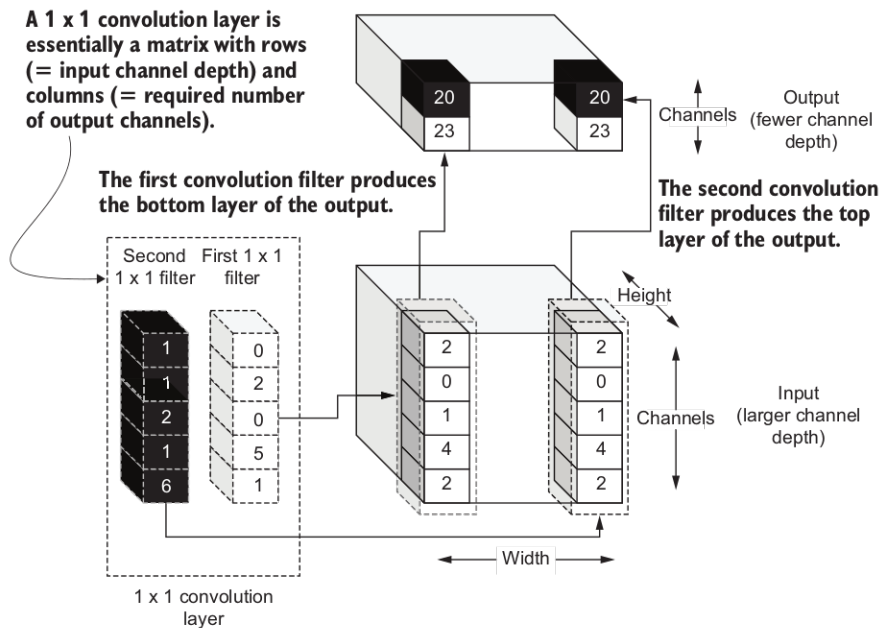 A 1 x 1 convolution layer is
essentially a matrix with rows
(= input channel depth) and
columns (= required number
of output channels).
20
23
20
23
Channels
Output
(fewer channel
depth)
The first convolution filter produces
the bottom layer of the output.
The second convolution
filter produces the top
layer of the output.
Second
1 x 1 filter
First 1 x 1
filter
1
1
2
1
6
0
2
0
5
1
2
0
1
4
2
2
0
1
4
2
Height
Channels
Input
(larger channel
depth)
Width
1 x 1 convolution
layer